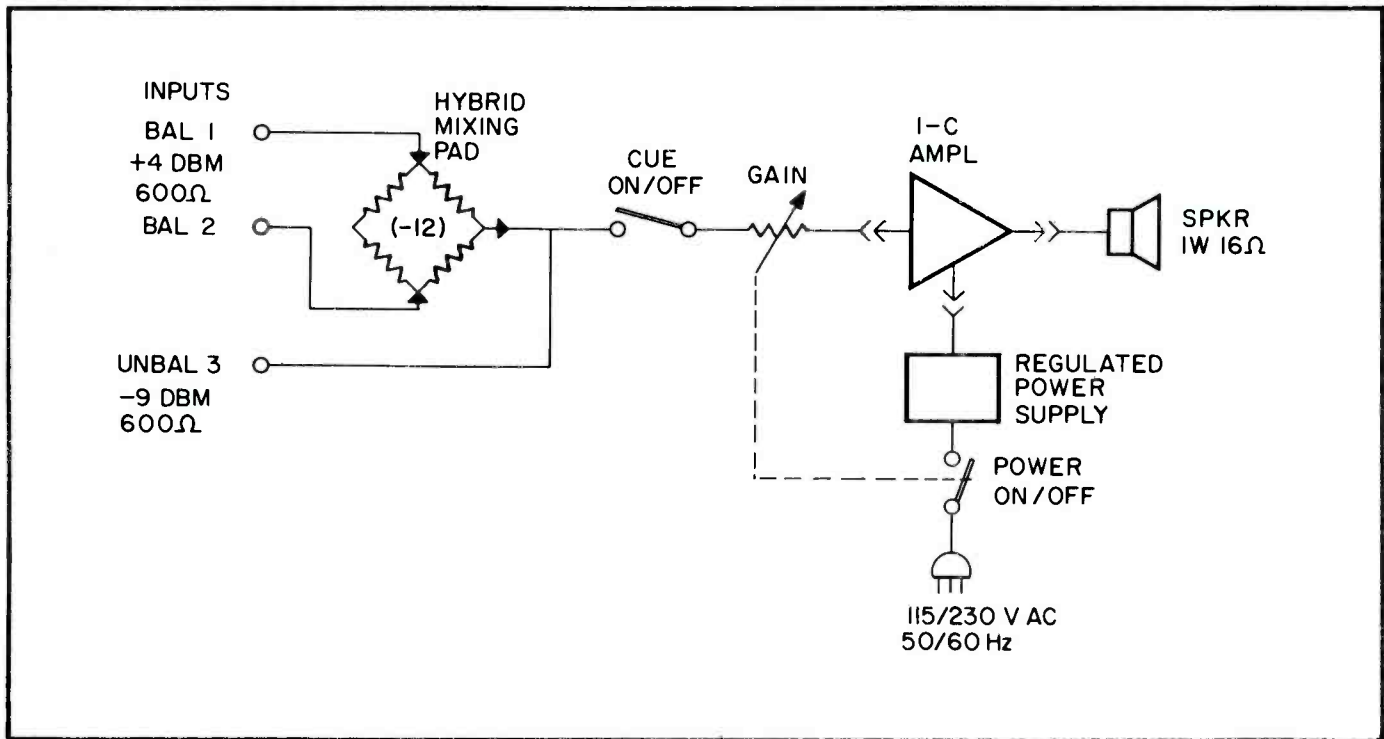 INPUTS
BAL 1
+4 DBM
600Ω
BAL 2
UNBAL 3
-9 DBM
600Ω
HYBRID
MIXING
PAD
(-12)
CUE
ON/OFF
GAIN
I-C
AMPL
SPKR
1W 16Ω
REGULATED
POWER
SUPPLY
POWER
ON/OFF
115/230 V AC
50/60 Hz